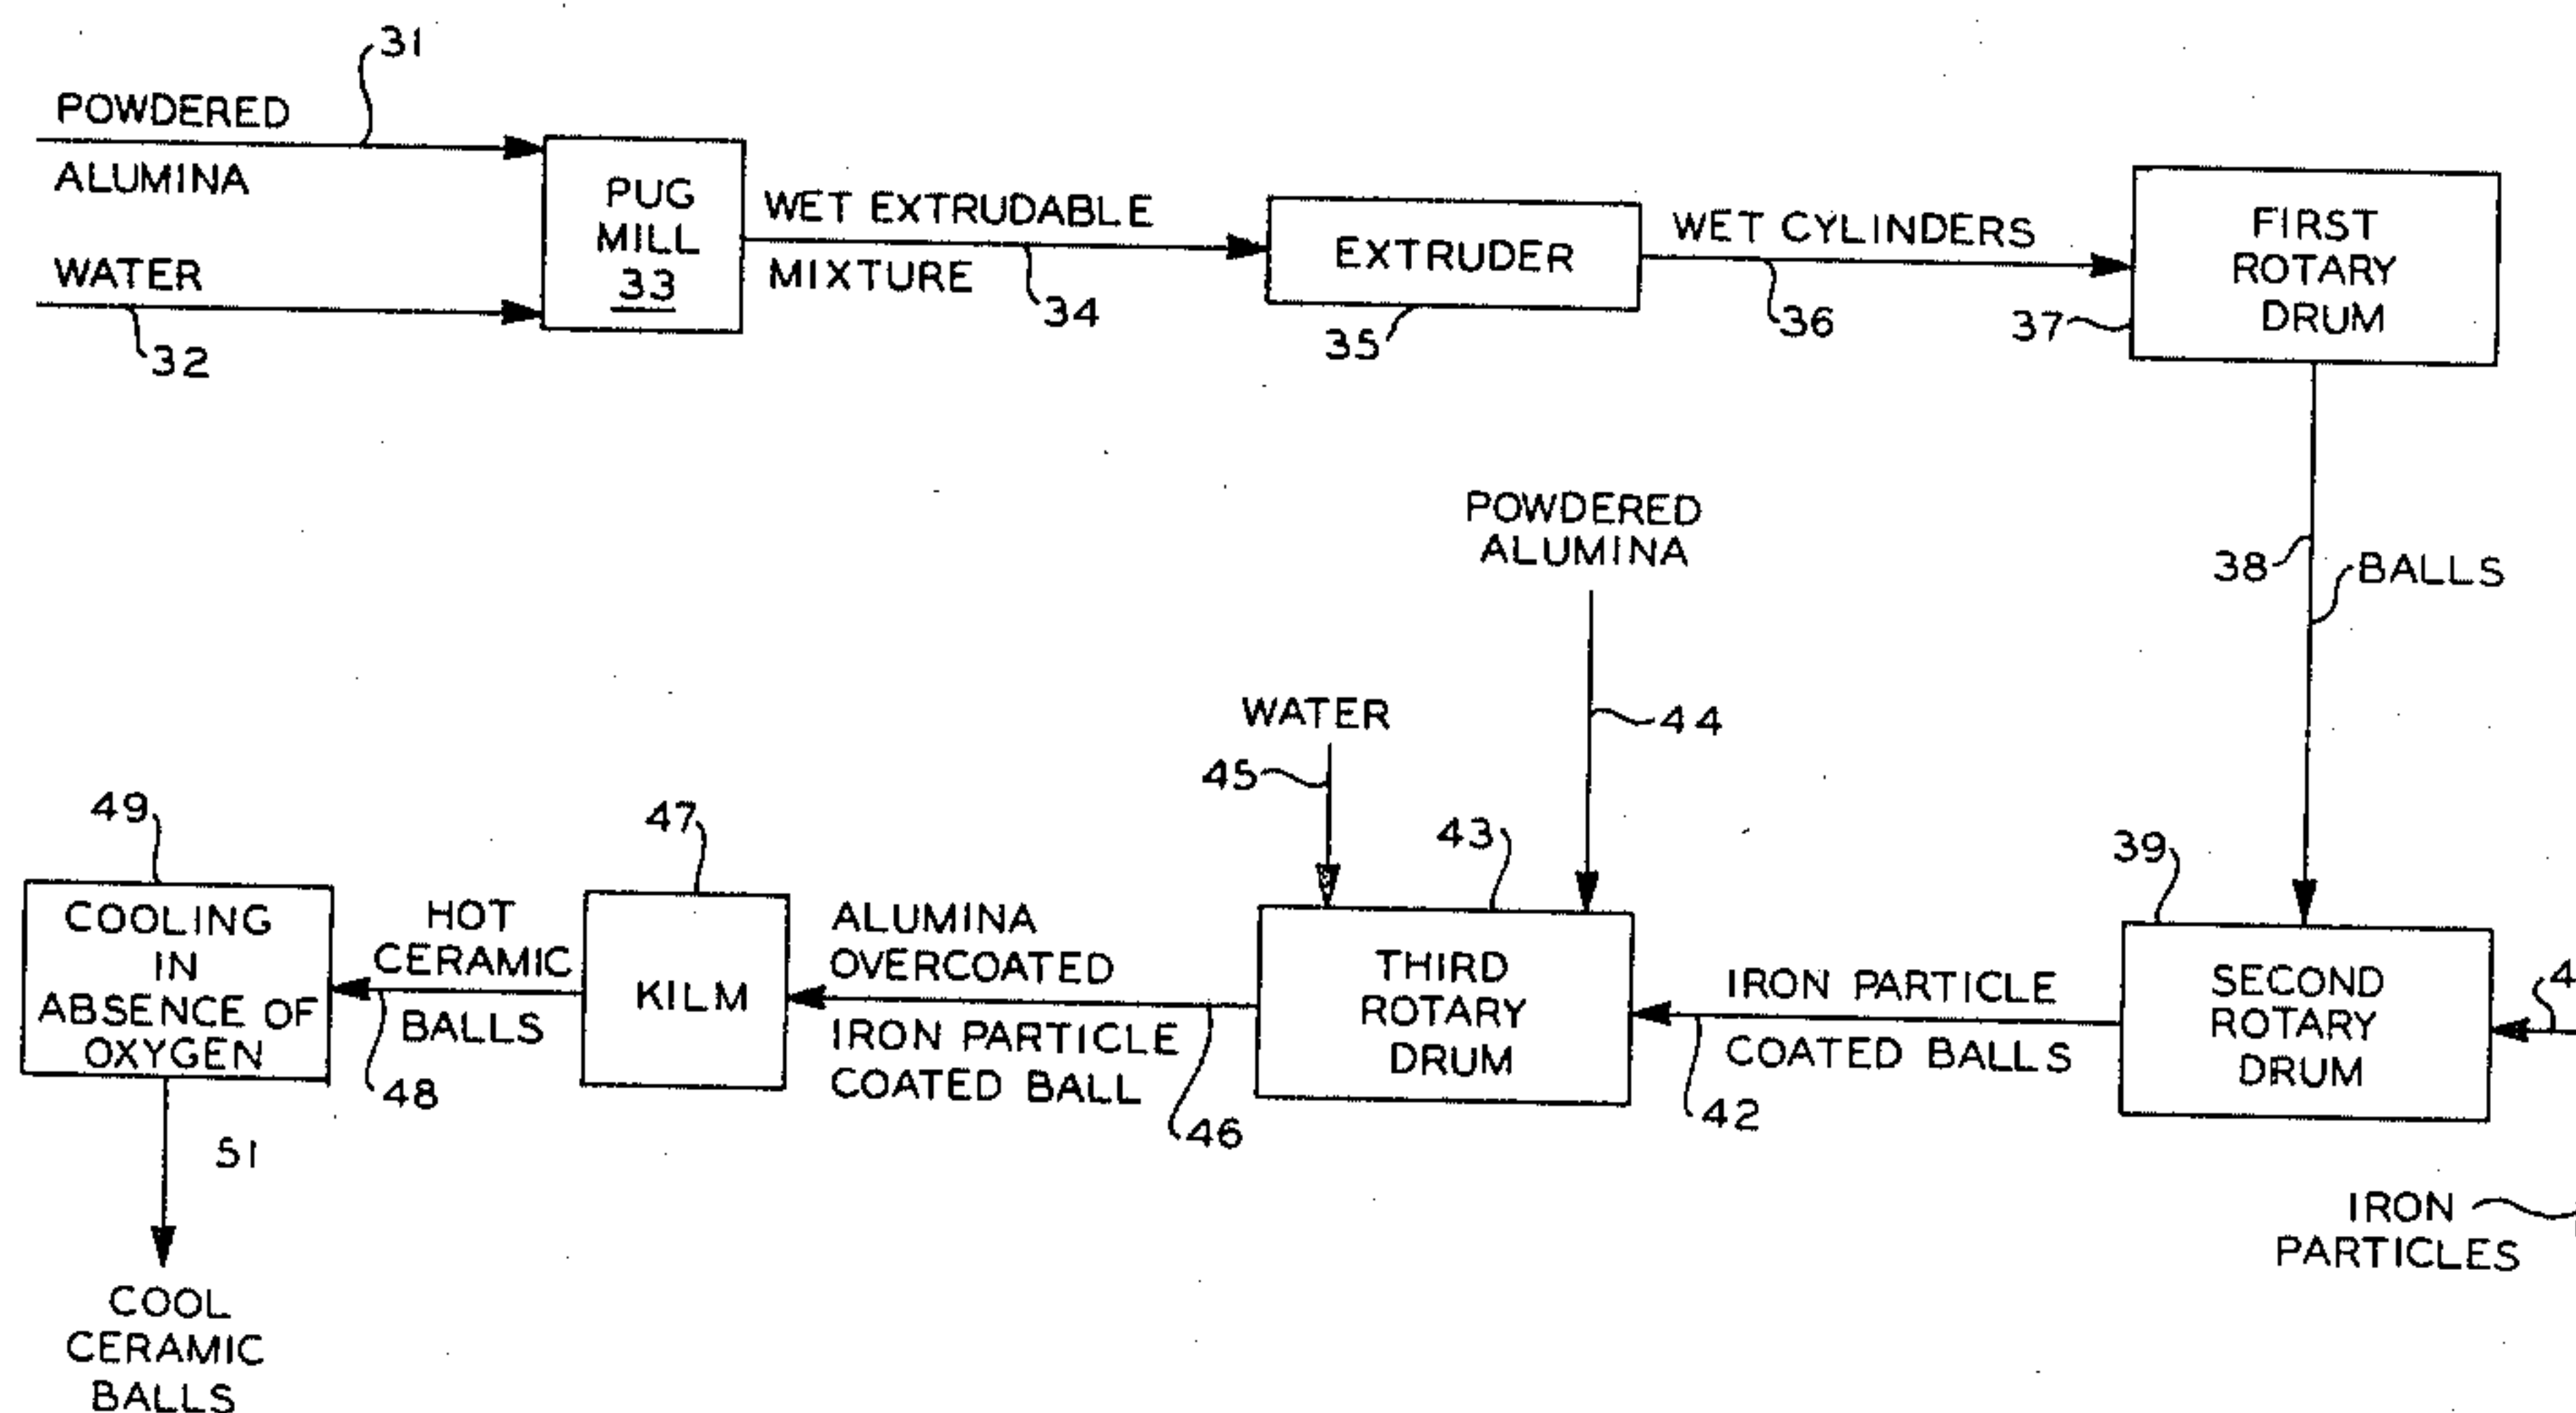 31
POWDERED
ALUMINA
WATER
32
PUG
MILL
33
WET EXTRUDABLE
MIXTURE
34
EXTRUDER
35
WET CYLINDERS
36
FIRST
ROTARY
DRUM
37
38
BALLS
POWDERED
ALUMINA
44
WATER
45
39
SECOND
ROTARY
DRUM
4
IRON
PARTICLES
IRON PARTICLE
COATED BALLS
42
43
THIRD
ROTARY
DRUM
ALUMINA
OVERCOATED
IRON PARTICLE
COATED BALL
46
47
KILM
HOT
CERAMIC
BALLS
48
49
COOLING
IN
ABSENCE OF
OXYGEN
51
COOL
CERAMIC
BALLS